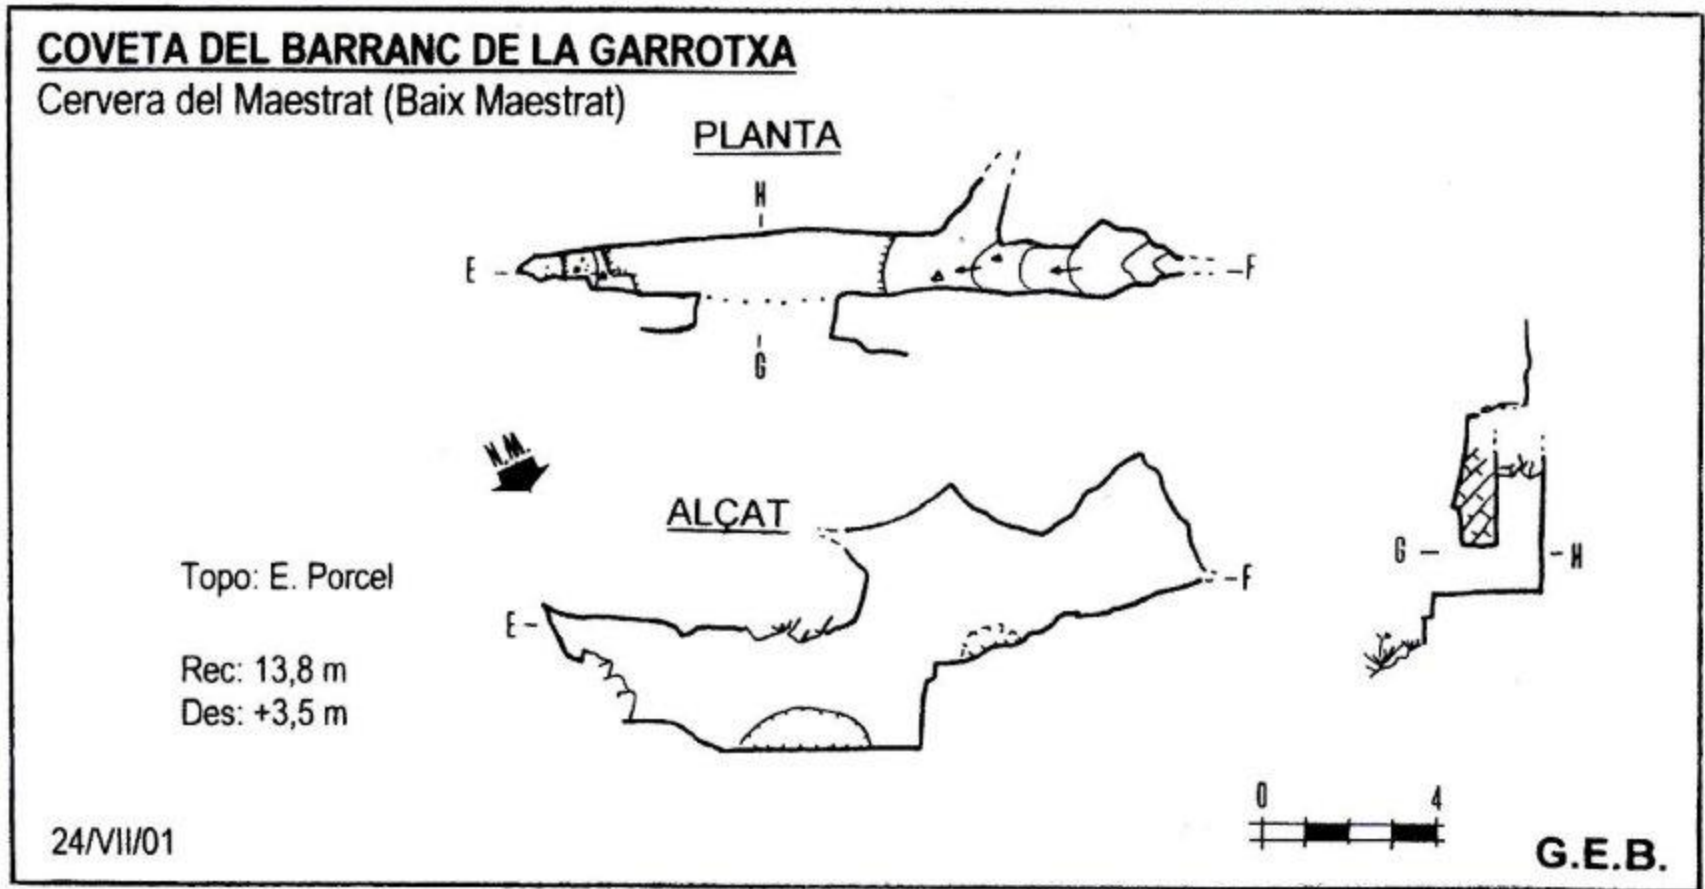 COVETA DEL BARRANC DE LA GARROTXA
Cervera del Maestrat (Baix Maestrat)
PLANTA
H
E
F
G
N.M.
ALÇAT
Topo: E. Porcel
E
F
G
H
Rec: 13,8 m
Des: +3,5 m
0 4
24/VII/01
G.E.B.